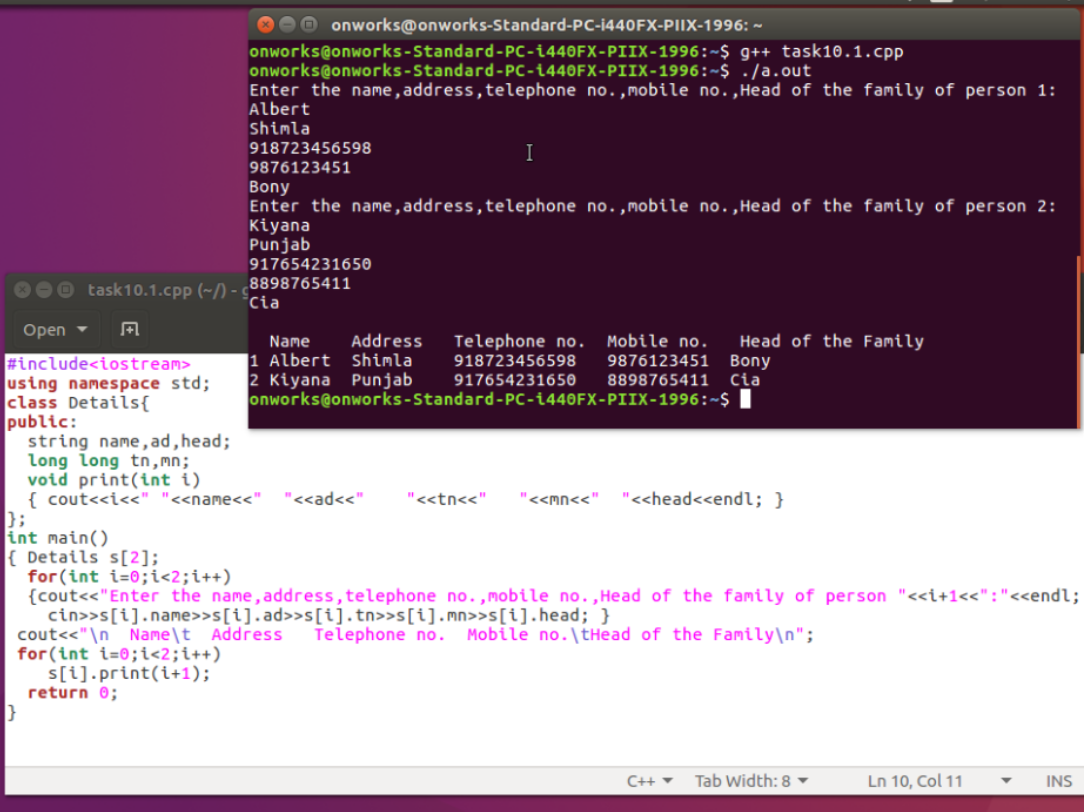 onworks@onworks-Standard-PC-i440FX-PIIX-1996: ~
onworks@onworks-Standard-PC-i440FX-PIIX-1996:~$ g++ task10.1.cpp
onworks@onworks-Standard-PC-i440FX-PIIX-1996:~$ ./a.out
Enter the name,address,telephone no.,mobile no.,Head of the family of person 1:
Albert
Shimla
918723456598
9876123451
Bony
Enter the name,address,telephone no.,mobile no.,Head of the family of person 2:
Kiyana
Punjab
917654231650
8898765411
Cia
  Name    Address   Telephone no.  Mobile no.   Head of the Family
1 Albert  Shimla    918723456598   9876123451  Bony
2 Kiyana  Punjab    917654231650   8898765411  Cia
onworks@onworks-Standard-PC-i440FX-PIIX-1996:~$
task10.1.cpp (~/) - g
Open
#include<iostream>
using namespace std;
class Details{
public:
  string name,ad,head;
  long long tn,mn;
  void print(int i)
  { cout<<i<<" "<<name<<"  "<<ad<<"    "<<tn<<"   "<<mn<<"  "<<head<<endl; }
};
int main()
{ Details s[2];
  for(int i=0;i<2;i++)
  {cout<<"Enter the name,address,telephone no.,mobile no.,Head of the family of person "<<i+1<<":"<<endl;
    cin>>s[i].name>>s[i].ad>>s[i].tn>>s[i].mn>>s[i].head; }
 cout<<"\n  Name\t  Address   Telephone no.  Mobile no.\tHead of the Family\n";
 for(int i=0;i<2;i++)
    s[i].print(i+1);
  return 0;
}
C++ Tab Width: 8 Ln 10, Col 11 INS